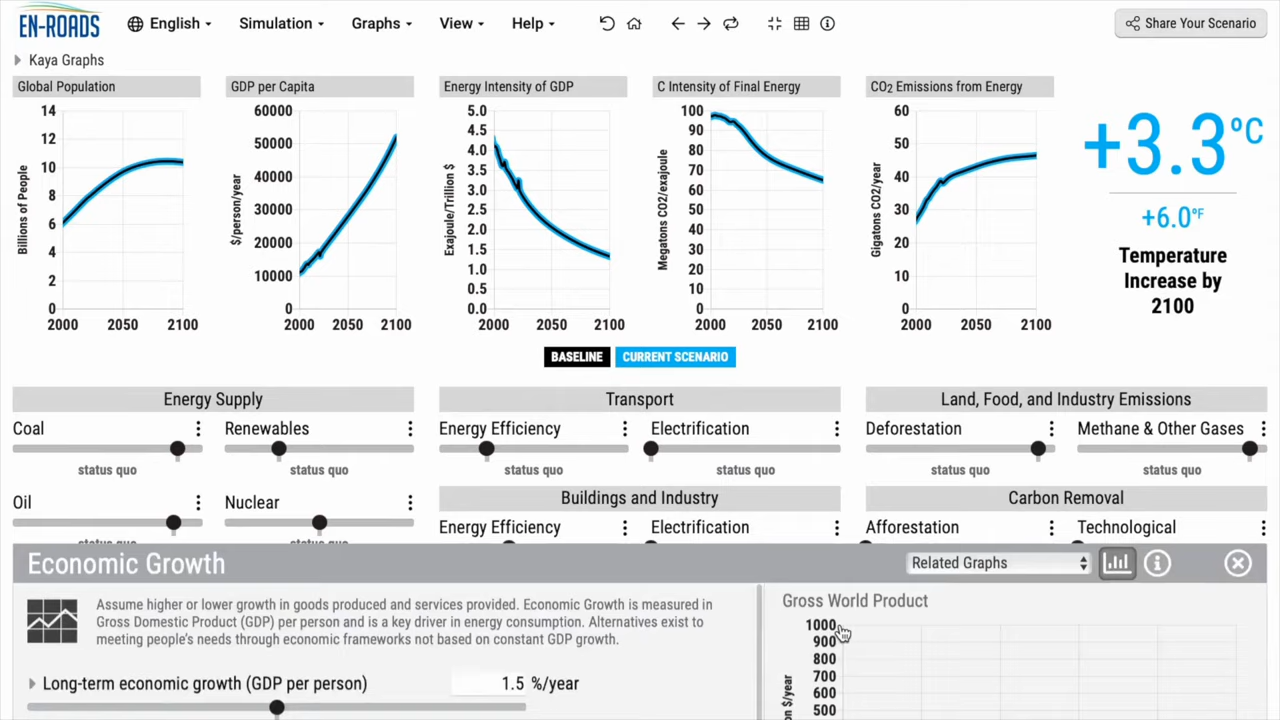 EN-ROADS
English
Simulation
Graphs
View
Help
Share Your Scenario
Kaya Graphs
Global Population
GDP per Capita
Energy Intensity of GDP
C Intensity of Final Energy
CO2 Emissions from Energy
Billions of People
14
12
10
8
6
4
2
0
2000 2050 2100
$/person/year
60000
50000
40000
30000
20000
10000
0
2000 2050 2100
Exajoule/Trillion $
5.0
4.5
4.0
3.5
3.0
2.5
2.0
1.5
1.0
0.5
0.0
2000 2050 2100
Megatons CO2/exajoule
100
90
80
70
60
50
40
30
20
10
0
2000 2050 2100
Gigatons CO2/year
60
50
40
30
20
10
0
2000 2050 2100
+3.3°C
+6.0°F
Temperature
Increase by
2100
BASELINE
CURRENT SCENARIO
Energy Supply
Transport
Land, Food, and Industry Emissions
Coal
Renewables
Energy Efficiency
Electrification
Deforestation
Methane & Other Gases
status quo
status quo
status quo
status quo
status quo
status quo
Buildings and Industry
Carbon Removal
Oil
Nuclear
Energy Efficiency
Electrification
Afforestation
Technological
status quo
status quo
Economic Growth
Related Graphs
Assume higher or lower growth in goods produced and services provided. Economic Growth is measured in
Gross Domestic Product (GDP) per person and is a key driver in energy consumption. Alternatives exist to
meeting people's needs through economic frameworks not based on constant GDP growth.
Long-term economic growth (GDP per person)
1.5 %/year
Gross World Product
1000
900
800
700
600
500
on $/year